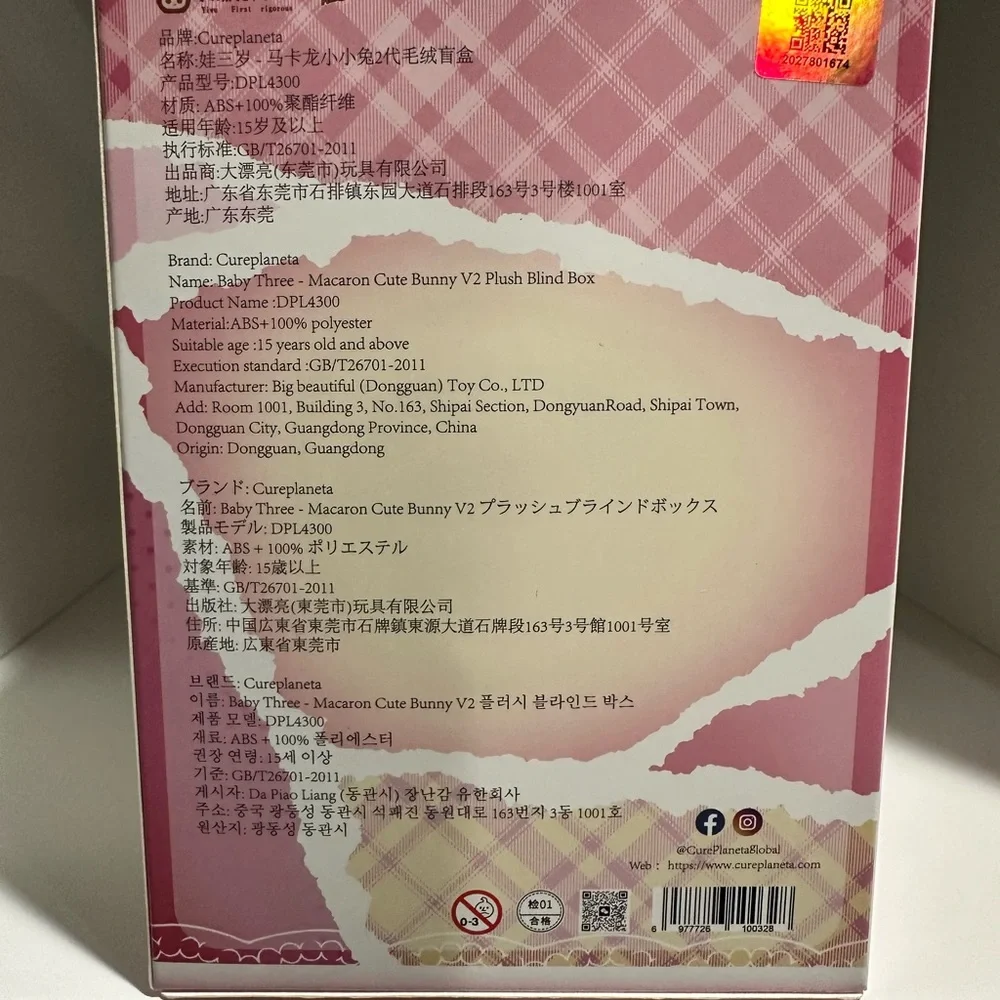 Yiwu First rigorous
2027801674
品牌:Cureplaneta
名称:娃三岁 - 马卡龙小小兔2代毛绒盲盒
产品型号:DPL4300
材质: ABS+100%聚酯纤维
适用年龄:15岁及以上
执行标准:GB/T26701-2011
出品商:大漂亮(东莞市)玩具有限公司
地址:广东省东莞市石排镇东园大道石排段163号3号楼1001室
产地:广东东莞
Brand: Cureplaneta
Name: Baby Three - Macaron Cute Bunny V2 Plush Blind Box
Product Name :DPL4300
Material:ABS+100% polyester
Suitable age :15 years old and above
Execution standard :GB/T26701-2011
Manufacturer: Big beautiful (Dongguan) Toy Co., LTD
Add: Room 1001, Building 3, No.163, Shipai Section, DongyuanRoad, Shipai Town,
Dongguan City, Guangdong Province, China
Origin: Dongguan, Guangdong
ブランド: Cureplaneta
名前: Baby Three - Macaron Cute Bunny V2 プラッシュブラインドボックス
製品モデル: DPL4300
素材: ABS + 100% ポリエステル
対象年齢: 15歳以上
基準: GB/T26701-2011
出版社: 大漂亮(東莞市)玩具有限公司
住所: 中国広東省東莞市石牌鎮東源大道石牌段163号3号館1001号室
原産地: 広東省東莞市
브랜드: Cureplaneta
이름: Baby Three - Macaron Cute Bunny V2 플러시 블라인드 박스
제품 모델: DPL4300
재료: ABS + 100% 폴리에스터
권장 연령: 15세 이상
기준: GB/T26701-2011
게시자: Da Piao Liang (동관시) 장난감 유한회사
주소: 중국 광동성 동관시 석패진 동원대로 163번지 3동 1001호
원산지: 광동성 동관시
@CurePlanetaGlobal
Web : https://www.cureplaneta.com
0-3
检01
合格
6 977726 100328